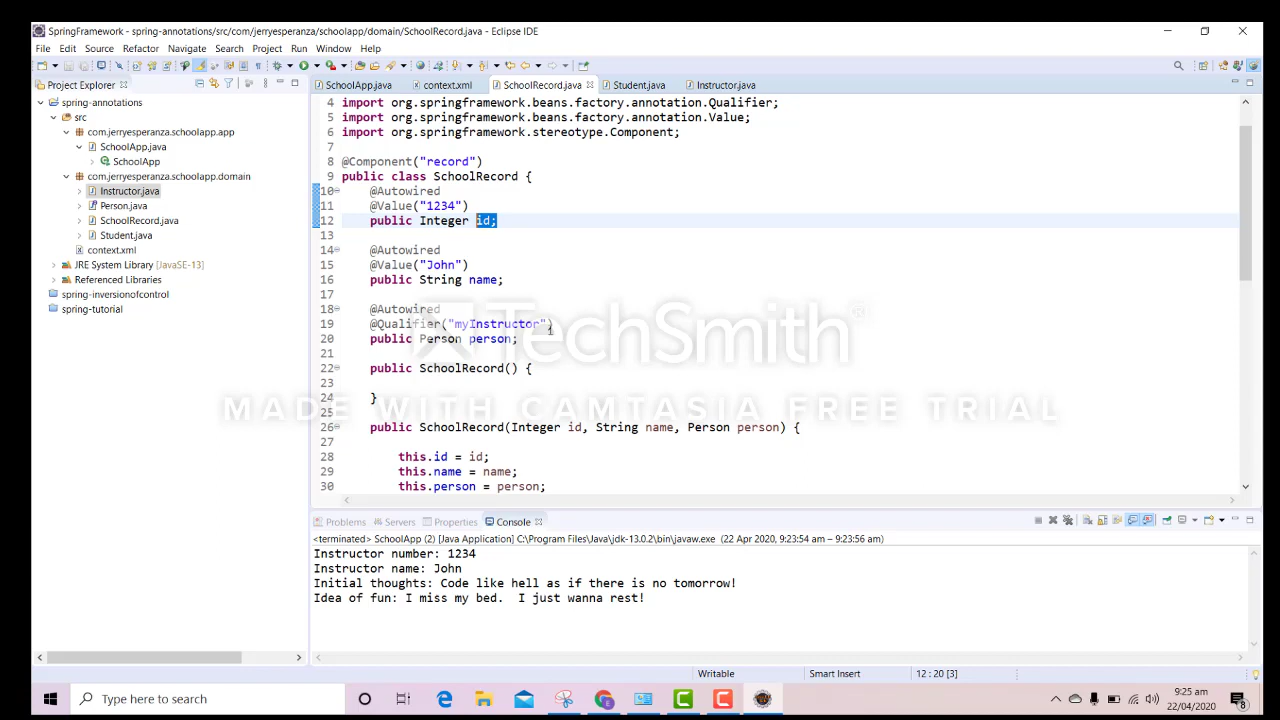 SpringFramework - spring-annotations/src/com/jerryesperanza/schoolapp/domain/SchoolRecord.java - Eclipse IDE
File Edit Source Refactor Navigate Search Project Run Window Help
Project Explorer
SchoolApp.java context.xml SchoolRecord.java Student.java Instructor.java
spring-annotations
src
com.jerryesperanza.schoolapp.app
SchoolApp.java
SchoolApp
com.jerryesperanza.schoolapp.domain
Instructor.java
Person.java
SchoolRecord.java
Student.java
context.xml
JRE System Library [JavaSE-13]
Referenced Libraries
spring-inversionofcontrol
spring-tutorial
4 import org.springframework.beans.factory.annotation.Qualifier;
5 import org.springframework.beans.factory.annotation.Value;
6 import org.springframework.stereotype.Component;
7
8 @Component("record")
9 public class SchoolRecord {
10 @Autowired
11 @Value("1234")
12 public Integer id;
13
14 @Autowired
15 @Value("John")
16 public String name;
17
18 @Autowired
19 @Qualifier("myInstructor")
20 public Person person;
21
22 public SchoolRecord() {
23
24 }
25
26 public SchoolRecord(Integer id, String name, Person person) {
27
28 this.id = id;
29 this.name = name;
30 this.person = person;
TechSmith®
MADE WITH CAMTASIA FREE TRIAL
Problems Servers Properties Console
<terminated> SchoolApp (2) [Java Application] C:\Program Files\Java\jdk-13.0.2\bin\javaw.exe (22 Apr 2020, 9:23:54 am – 9:23:56 am)
Instructor number: 1234
Instructor name: John
Initial thoughts: Code like hell as if there is no tomorrow!
Idea of fun: I miss my bed. I just wanna rest!
Writable Smart Insert 12 : 20 [3]
Type here to search
9:25 am
22/04/2020
8